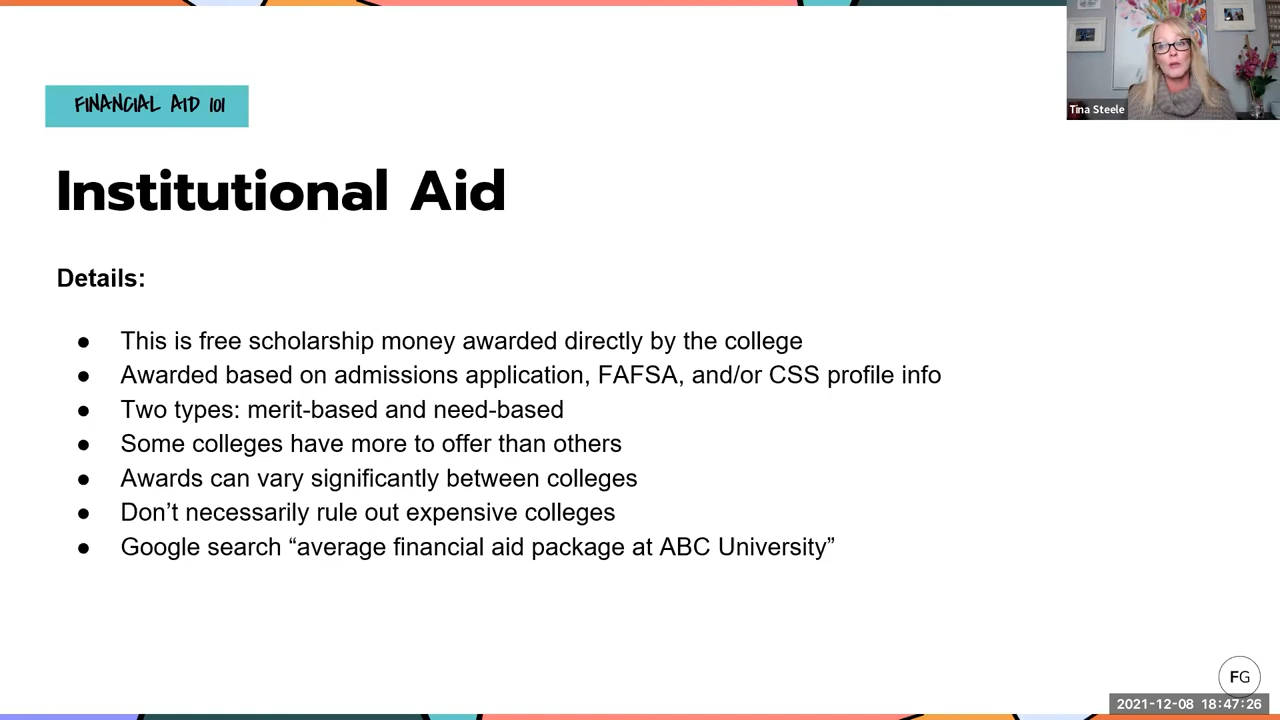 FINANCIAL AID 101
Tina Steele
Institutional Aid
Details:
● This is free scholarship money awarded directly by the college
● Awarded based on admissions application, FAFSA, and/or CSS profile info
● Two types: merit-based and need-based
● Some colleges have more to offer than others
● Awards can vary significantly between colleges
● Don’t necessarily rule out expensive colleges
● Google search “average financial aid package at ABC University”
FG
2021-12-08 18:47:26